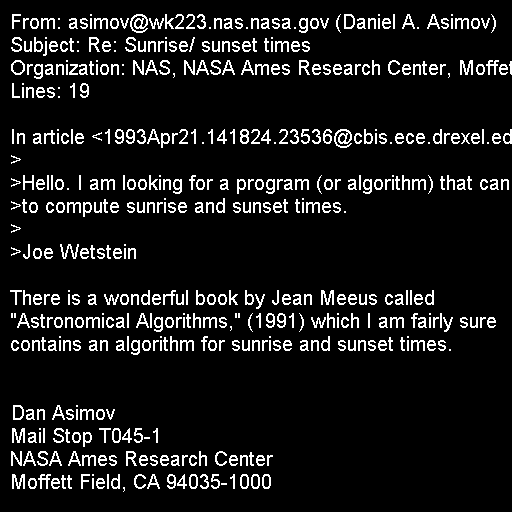 From: asimov@wk223.nas.nasa.gov (Daniel A. Asimov)
Subject: Re: Sunrise/ sunset times
Organization: NAS, NASA Ames Research Center, Moffett
Lines: 19
In article <1993Apr21.141824.23536@cbis.ece.drexel.ed
>
>Hello. I am looking for a program (or algorithm) that can
>to compute sunrise and sunset times.
>
>Joe Wetstein
There is a wonderful book by Jean Meeus called
"Astronomical Algorithms," (1991) which I am fairly sure
contains an algorithm for sunrise and sunset times.
Dan Asimov
Mail Stop T045-1
NASA Ames Research Center
Moffett Field, CA 94035-1000